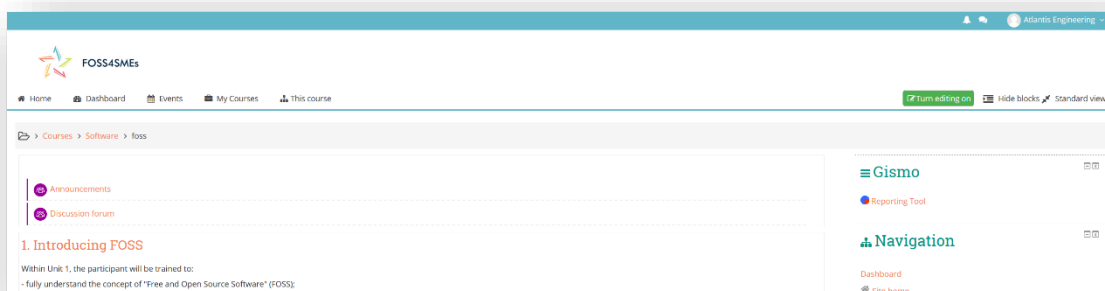 Atlantis Engineering
FOSS4SMEs
Home Dashboard Events My Courses This course
Turn editing on Hide blocks Standard view
> Courses > Software > foss
Announcements
Discussion forum
1. Introducing FOSS
Within Unit 1, the participant will be trained to:
- fully understand the concept of "Free and Open Source Software" (FOSS);
Gismo
Reporting Tool
Navigation
Dashboard
Site home